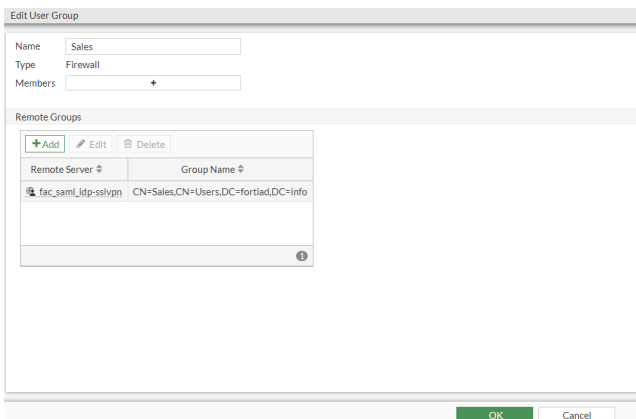 Edit User Group
Name Sales
Type Firewall
Members +
Remote Groups
+ Add Edit Delete
Remote Server Group Name
fac_saml_idp-sslvpn CN=Sales,CN=Users,DC=fortiad,DC=info
1
OK Cancel